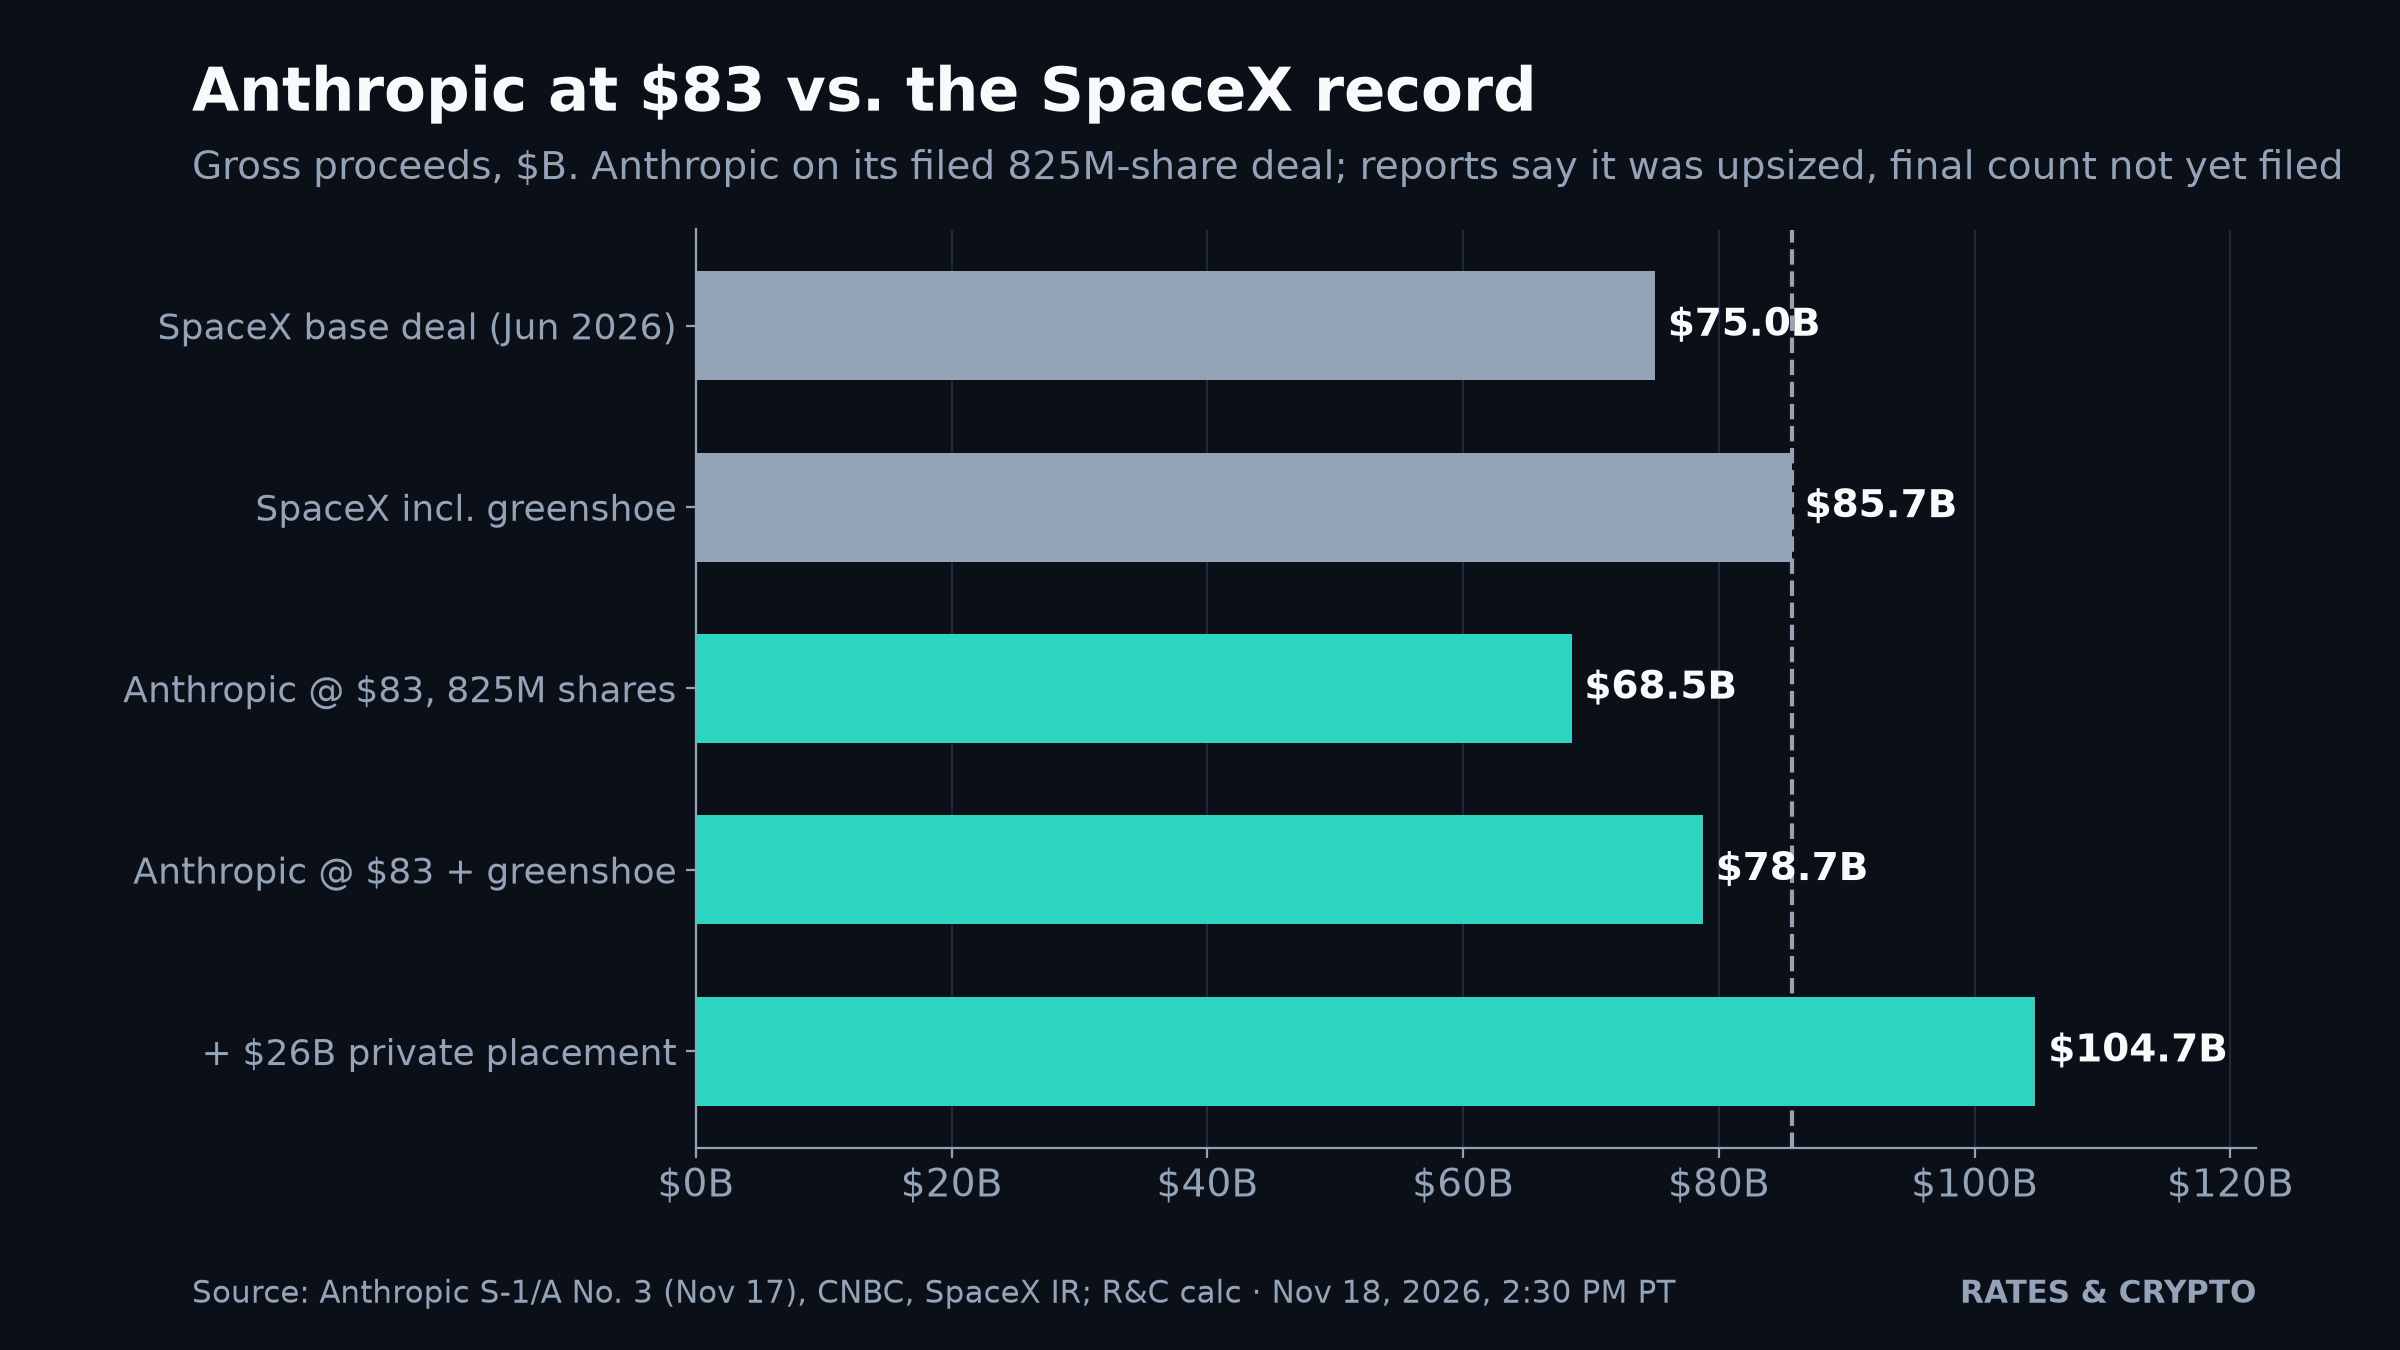 Anthropic at $83 vs. the SpaceX record
Gross proceeds, $B. Anthropic on its filed 825M-share deal; reports say it was upsized, final count not yet filed
SpaceX base deal (Jun 2026)
$75.0B
SpaceX incl. greenshoe
$85.7B
Anthropic @ $83, 825M shares
$68.5B
Anthropic @ $83 + greenshoe
$78.7B
+ $26B private placement
$104.7B
$0B $20B $40B $60B $80B $100B $120B
Source: Anthropic S-1/A No. 3 (Nov 17), CNBC, SpaceX IR; R&C calc · Nov 18, 2026, 2:30 PM PT
RATES & CRYPTO